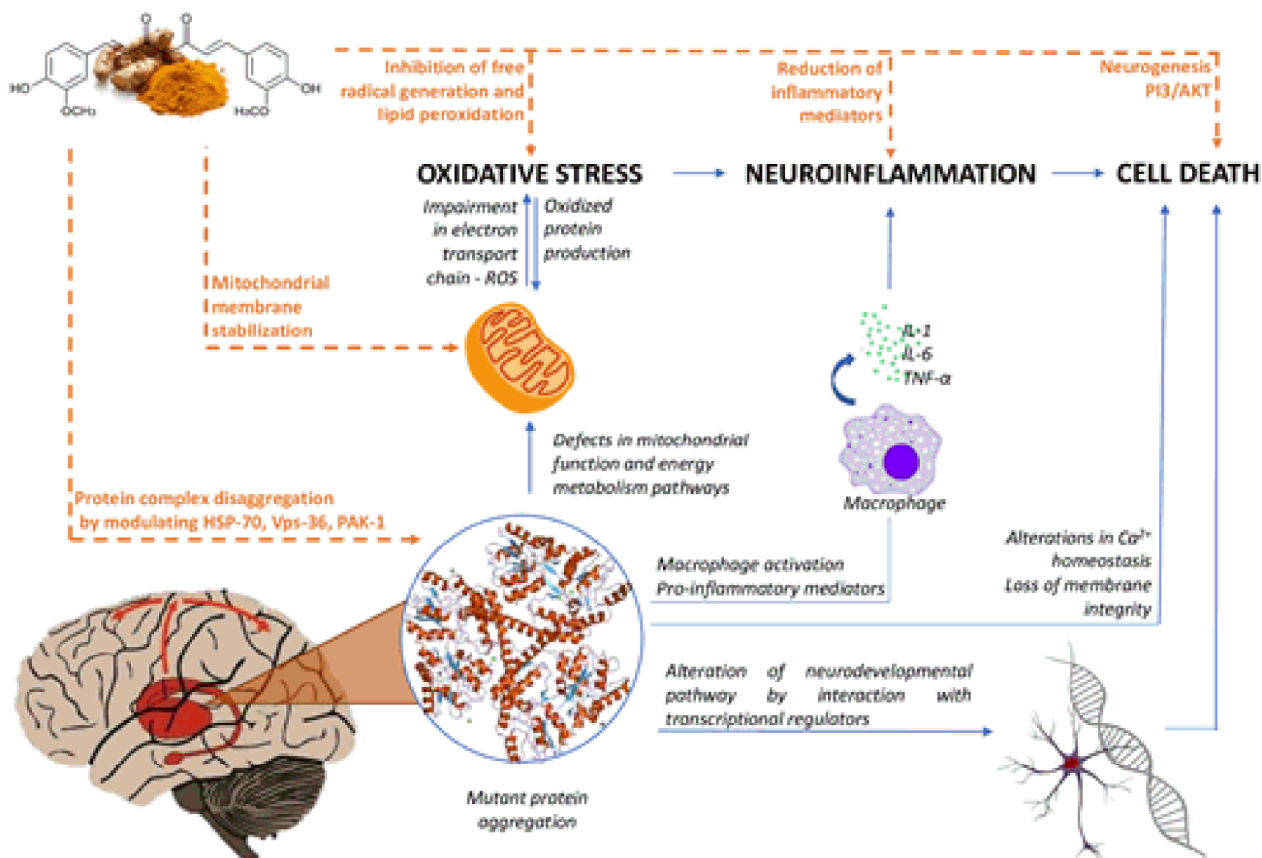 O
HO
OCH₃
H₃CO
OH
Inhibition of free
radical generation and
lipid peroxidation
Reduction of
inflammatory
mediators
Neurogenesis
PI3/AKT
OXIDATIVE STRESS
NEUROINFLAMMATION
CELL DEATH
Impairment
in electron
transport
chain - ROS
Oxidized
protein
production
Mitochondrial
membrane
stabilization
IL-1
IL-6
TNF-α
Defects in mitochondrial
function and energy
metabolism pathways
Macrophage
Protein complex disaggregation
by modulating HSP-70, Vps-36, PAK-1
Macrophage activation
Pro-inflammatory mediators
Alterations in Ca²⁺
homeostasis
Loss of membrane
integrity
Alteration of neurodevelopmental
pathway by interaction with
transcriptional regulators
Mutant protein
aggregation